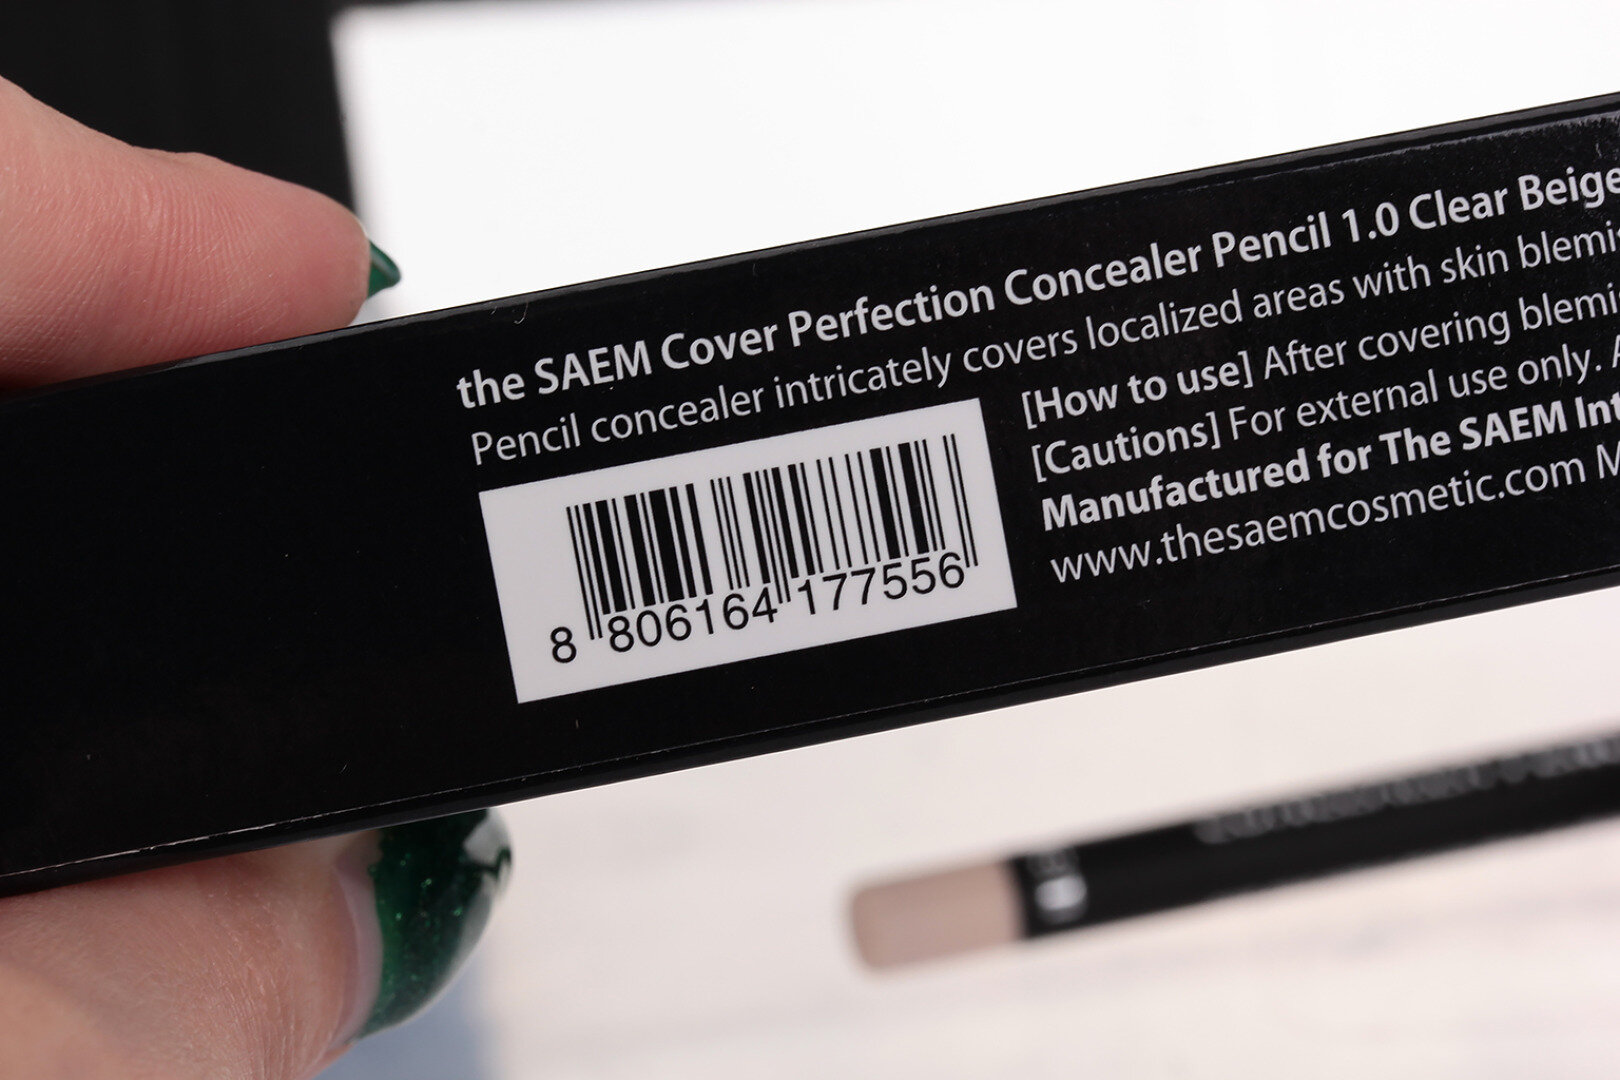 the SAEM Cover Perfection Concealer Pencil 1.0 Clear Beige
Pencil concealer intricately covers localized areas with skin blemis
[How to use] After covering blemi
[Cautions] For external use only. A
Manufactured for The SAEM Int
www.thesaemcosmetic.com M
8 806164 177556